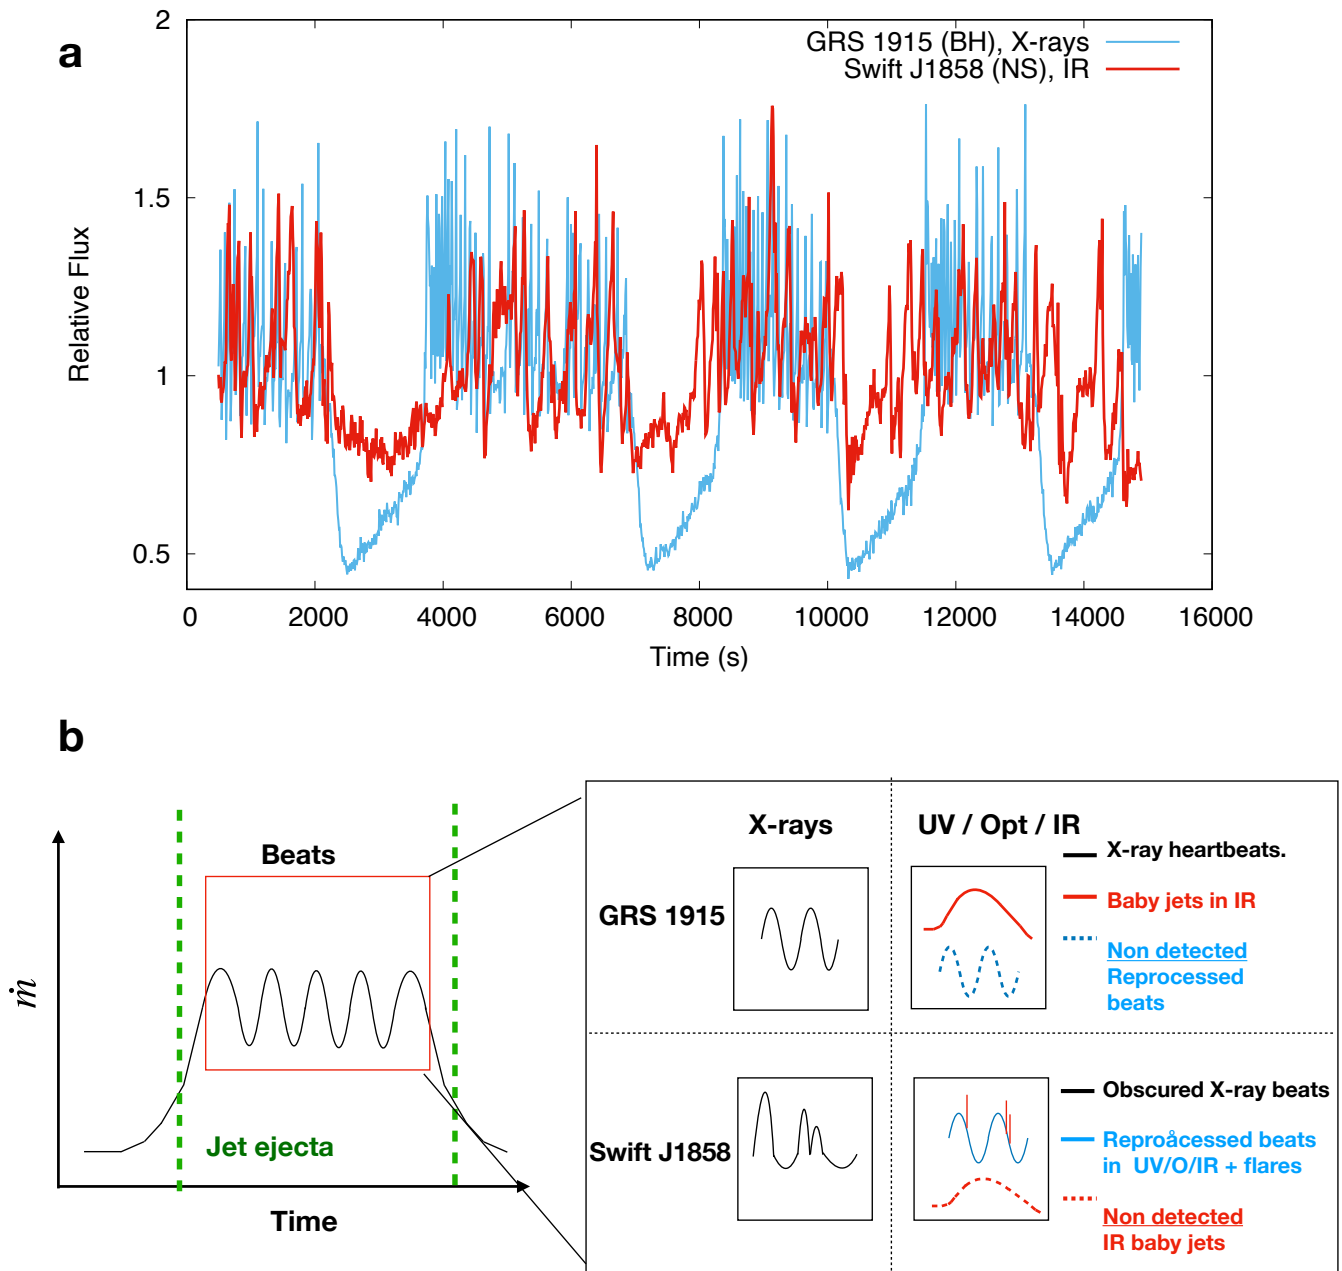 a
2
1.5
1
0.5
Relative Flux
GRS 1915 (BH), X-rays
Swift J1858 (NS), IR
0 2000 4000 6000 8000 10000 12000 14000 16000
Time (s)
b
ṁ
Beats
Jet ejecta
Time
X-rays UV / Opt / IR
GRS 1915
X-ray heartbeats.
Baby jets in IR
Non detected
Reprocessed
beats
Swift J1858
Obscured X-ray beats
Reproåcessed beats
in UV/O/IR + flares
Non detected
IR baby jets